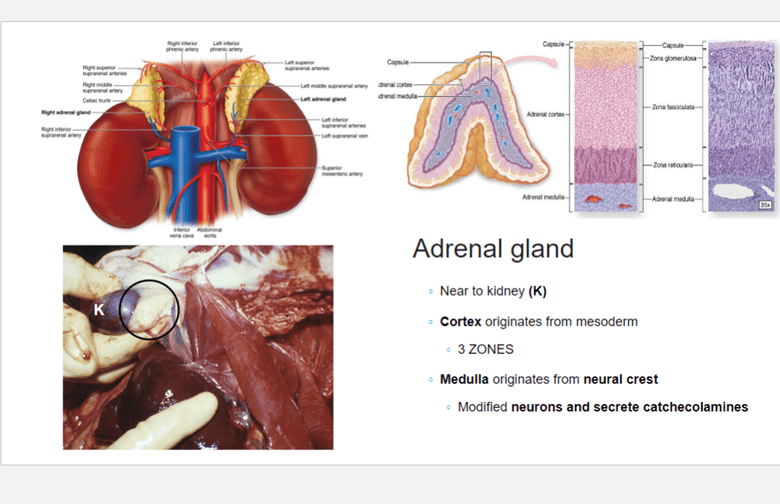 Right inferior
phrenic artery
Left inferior
phrenic artery
Right superior
suprarenal arteries
Right middle
suprarenal artery
Celiac trunk
Right adrenal gland
Right inferior
suprarenal artery
Left superior
suprarenal arteries
Left middle suprarenal artery
Left adrenal gland
Left inferior
suprarenal arteries
Left suprarenal vein
Superior
mesenteric artery
Inferior
vena cava
Abdominal
aorta
Capsule
drenal cortex
drenal medulla
Capsule
Adrenal cortex
Adrenal medulla
Capsule
Zona glomerulosa
Zona fasciculata
Zona reticularis
Adrenal medulla
35x
K
Adrenal gland
Near to kidney (K)
Cortex originates from mesoderm
3 ZONES
Medulla originates from neural crest
Modified neurons and secrete catchecolamines